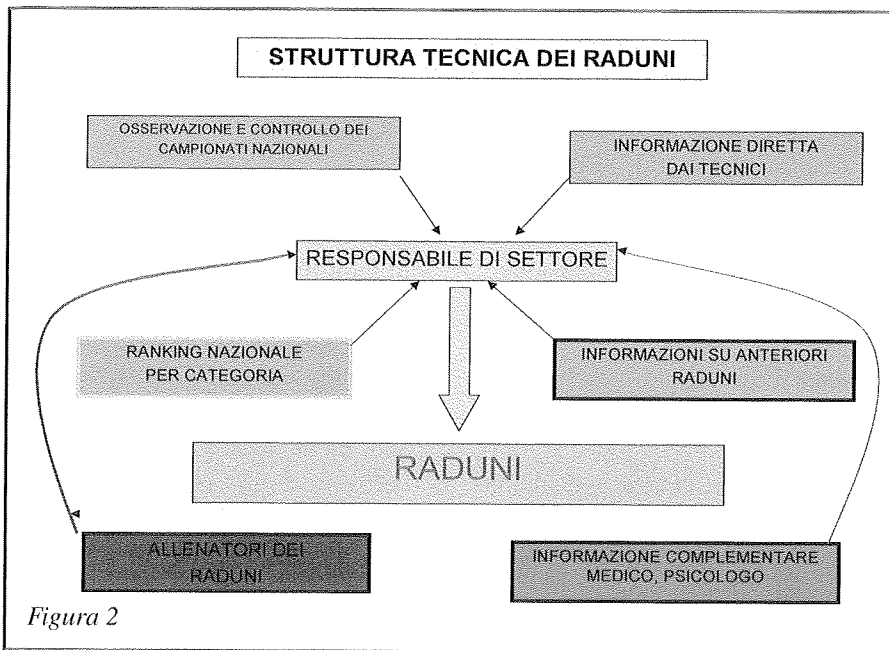 STRUTTURA TECNICA DEI RADUNI
OSSERVAZIONE E CONTROLLO DEI
CAMPIONATI NAZIONALI
INFORMAZIONE DIRETTA
DAI TECNICI
RESPONSABILE DI SETTORE
RANKING NAZIONALE
PER CATEGORIA
INFORMAZIONI SU ANTERIORI
RADUNI
RADUNI
ALLENATORI DEI
RADUNI
INFORMAZIONE COMPLEMENTARE
MEDICO, PSICOLOGO
Figura 2